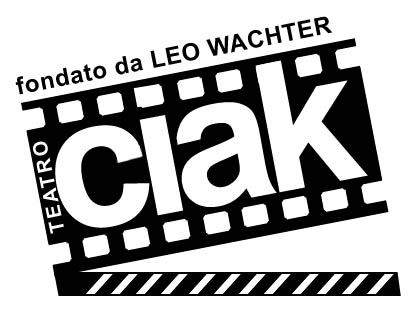 fondato da LEO WACHTER
TEATRO
ciak